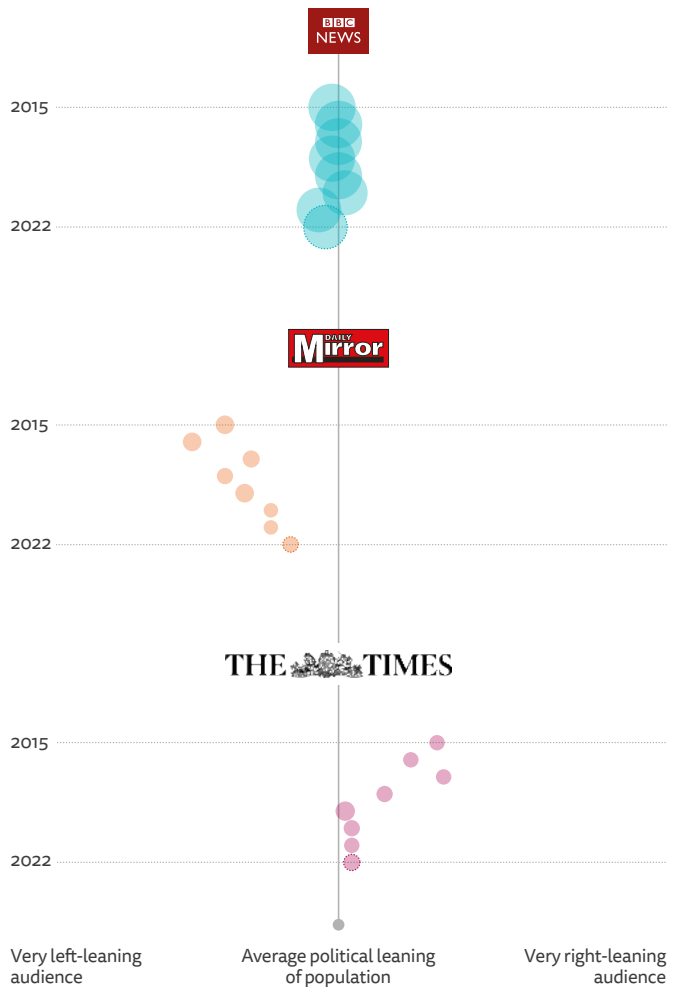 BBC
NEWS
2015
2022
DAILY
Mirror
2015
2022
THE TIMES
2015
2022
Very left-leaning
audience
Average political leaning
of population
Very right-leaning
audience